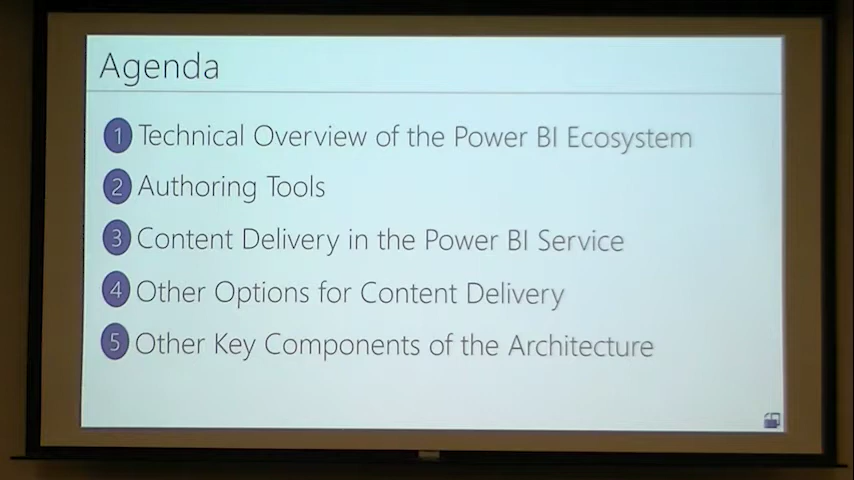 Agenda
1 Technical Overview of the Power BI Ecosystem
2 Authoring Tools
3 Content Delivery in the Power BI Service
4 Other Options for Content Delivery
5 Other Key Components of the Architecture